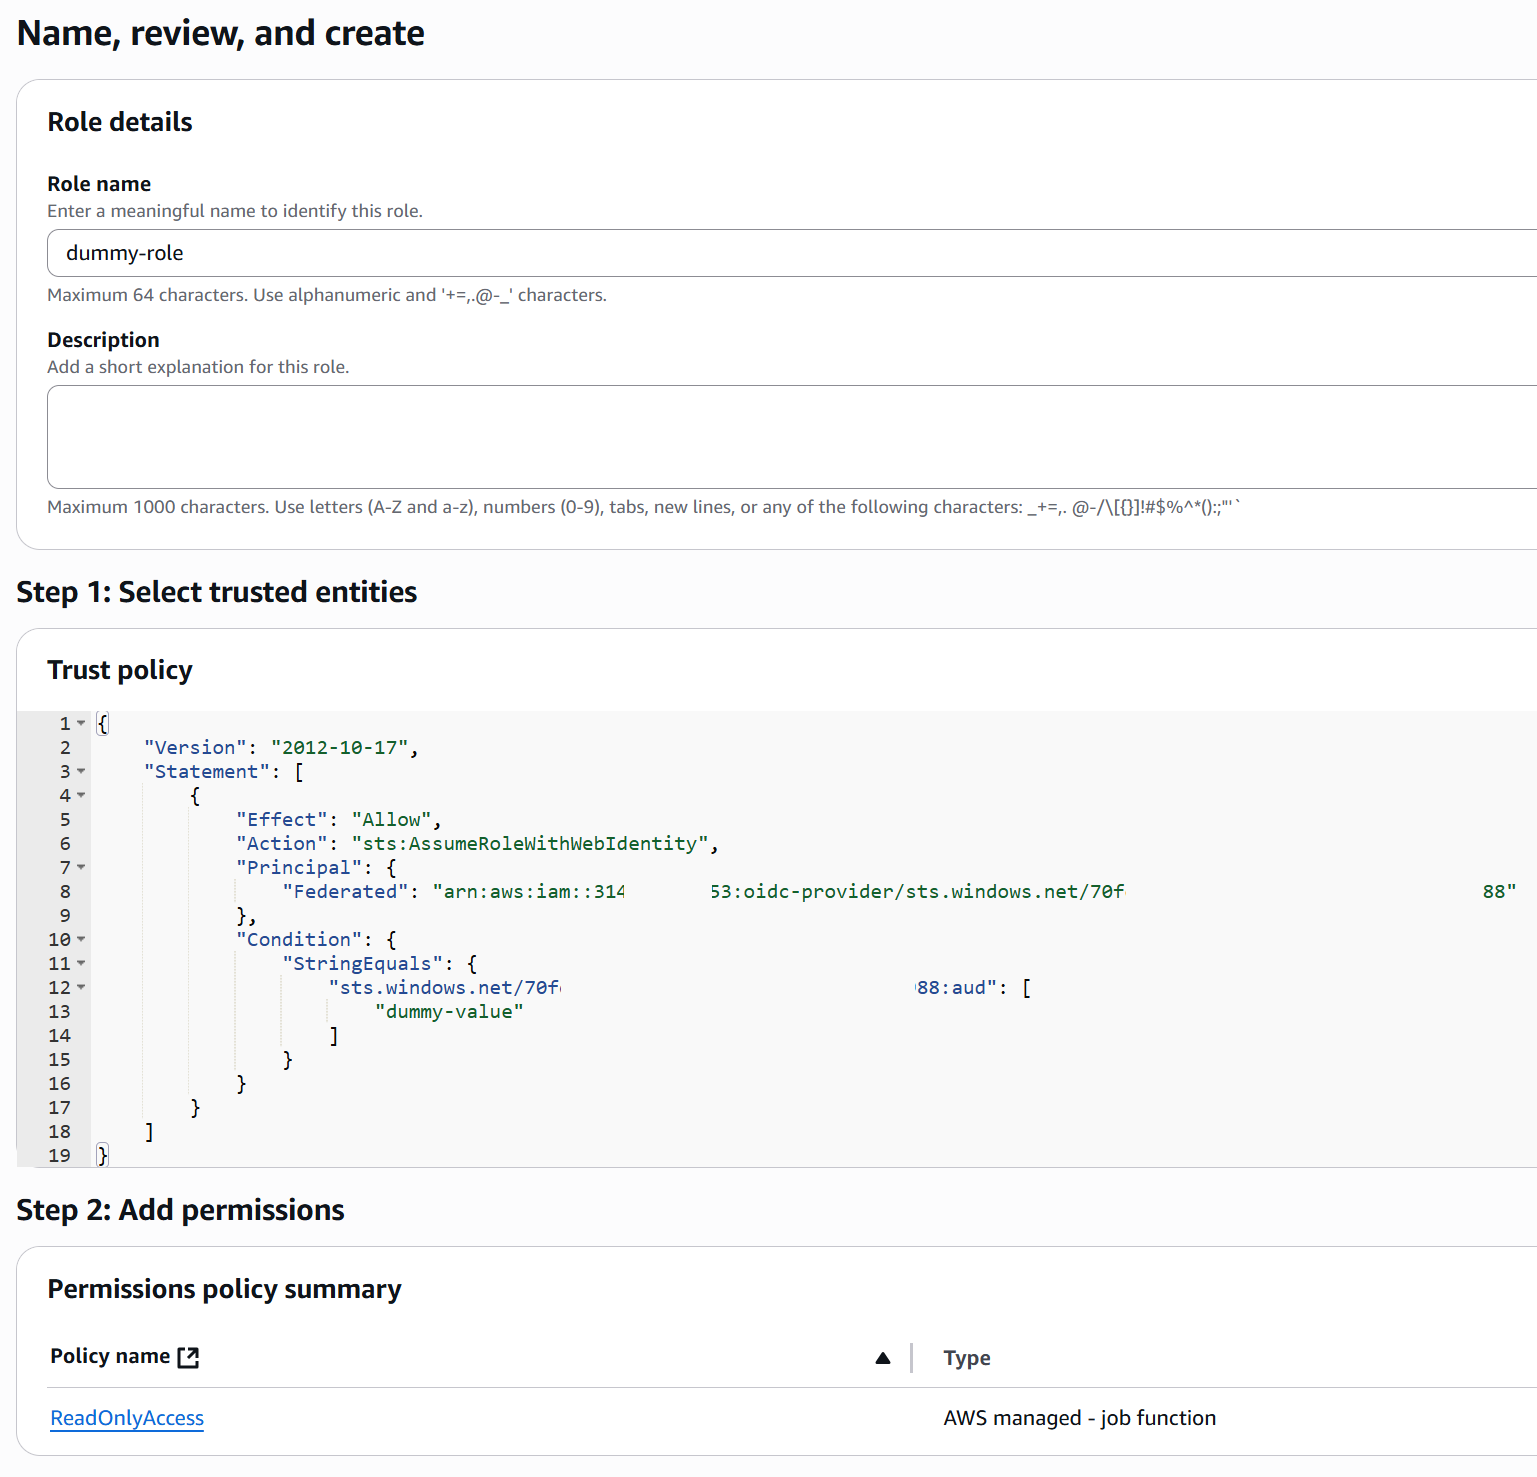 Name, review, and create
Role details
Role name
Enter a meaningful name to identify this role.
dummy-role
Maximum 64 characters. Use alphanumeric and '+=,.@-_' characters.
Description
Add a short explanation for this role.
Maximum 1000 characters. Use letters (A-Z and a-z), numbers (0-9), tabs, new lines, or any of the following characters: _+=,. @-/\[{}]!#$%^*();:"'`
Step 1: Select trusted entities
Trust policy
1 {
2 "Version": "2012-10-17",
3 "Statement": [
4 {
5 "Effect": "Allow",
6 "Action": "sts:AssumeRoleWithWebIdentity",
7 "Principal": {
8 "Federated": "arn:aws:iam::314 53:oidc-provider/sts.windows.net/70f 88"
9 },
10 "Condition": {
11 "StringEquals": {
12 "sts.windows.net/70f 88:aud": [
13 "dummy-value"
14 ]
15 }
16 }
17 }
18 ]
19 }
Step 2: Add permissions
Permissions policy summary
Policy name Type
ReadOnlyAccess AWS managed - job function